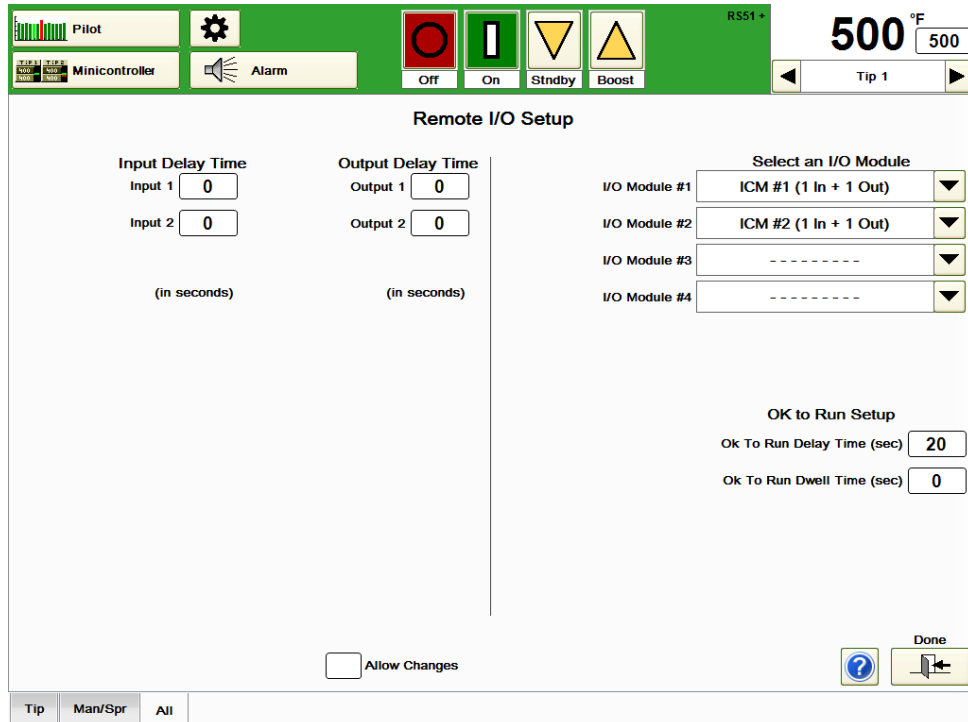 Pilot
RS51 +
500 °F
500
Minicontroller
Alarm
Off
On
Stndby
Boost
Tip 1
Remote I/O Setup
Input Delay Time
Input 1 0
Input 2 0
(in seconds)
Output Delay Time
Output 1 0
Output 2 0
(in seconds)
Select an I/O Module
I/O Module #1 ICM #1 (1 In + 1 Out)
I/O Module #2 ICM #2 (1 In + 1 Out)
I/O Module #3 - - - - - - - - -
I/O Module #4 - - - - - - - - -
OK to Run Setup
Ok To Run Delay Time (sec) 20
Ok To Run Dwell Time (sec) 0
Allow Changes
?
Done
Tip
Man/Spr
All